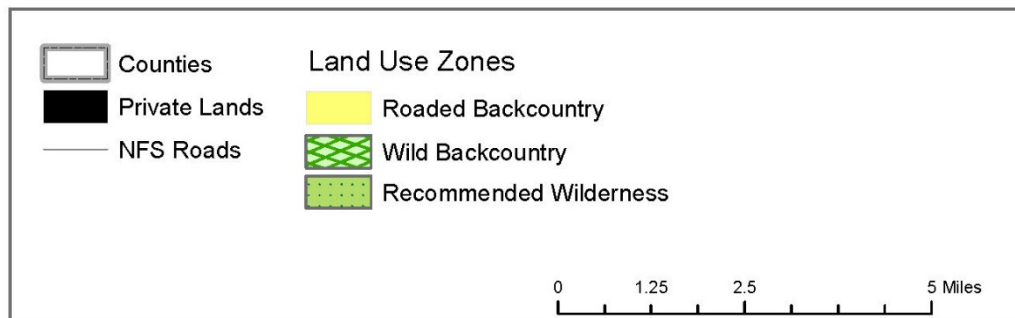 Counties
Private Lands
NFS Roads
Land Use Zones
Roaded Backcountry
Wild Backcountry
Recommended Wilderness
0 1.25 2.5 5 Miles